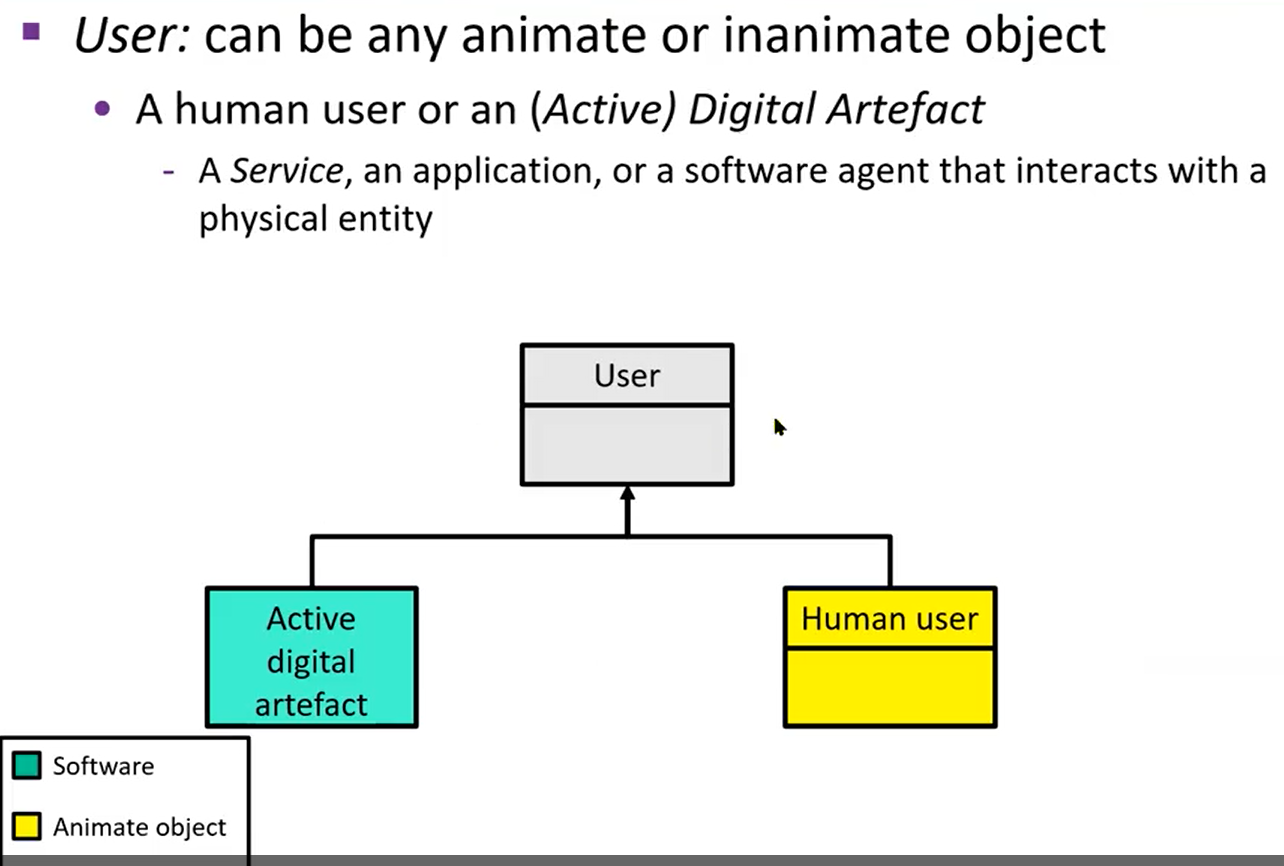 User: can be any animate or inanimate object
A human user or an (Active) Digital Artefact
- A Service, an application, or a software agent that interacts with a
physical entity
User
Active
digital
artefact
Human user
Software
Animate object